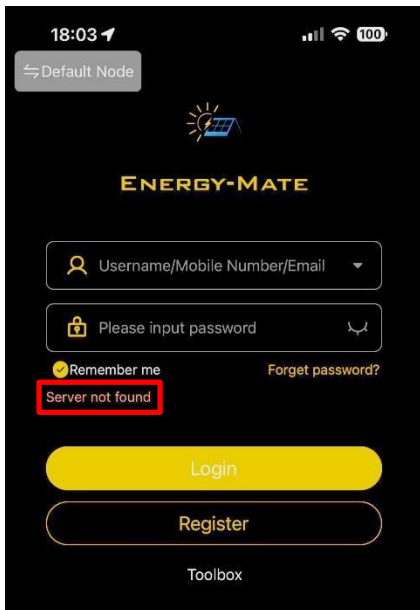 18:03
100
Default Node
ENERGY-MATE
Username/Mobile Number/Email
Please input password
Remember me
Forget password?
Server not found
Login
Register
Toolbox